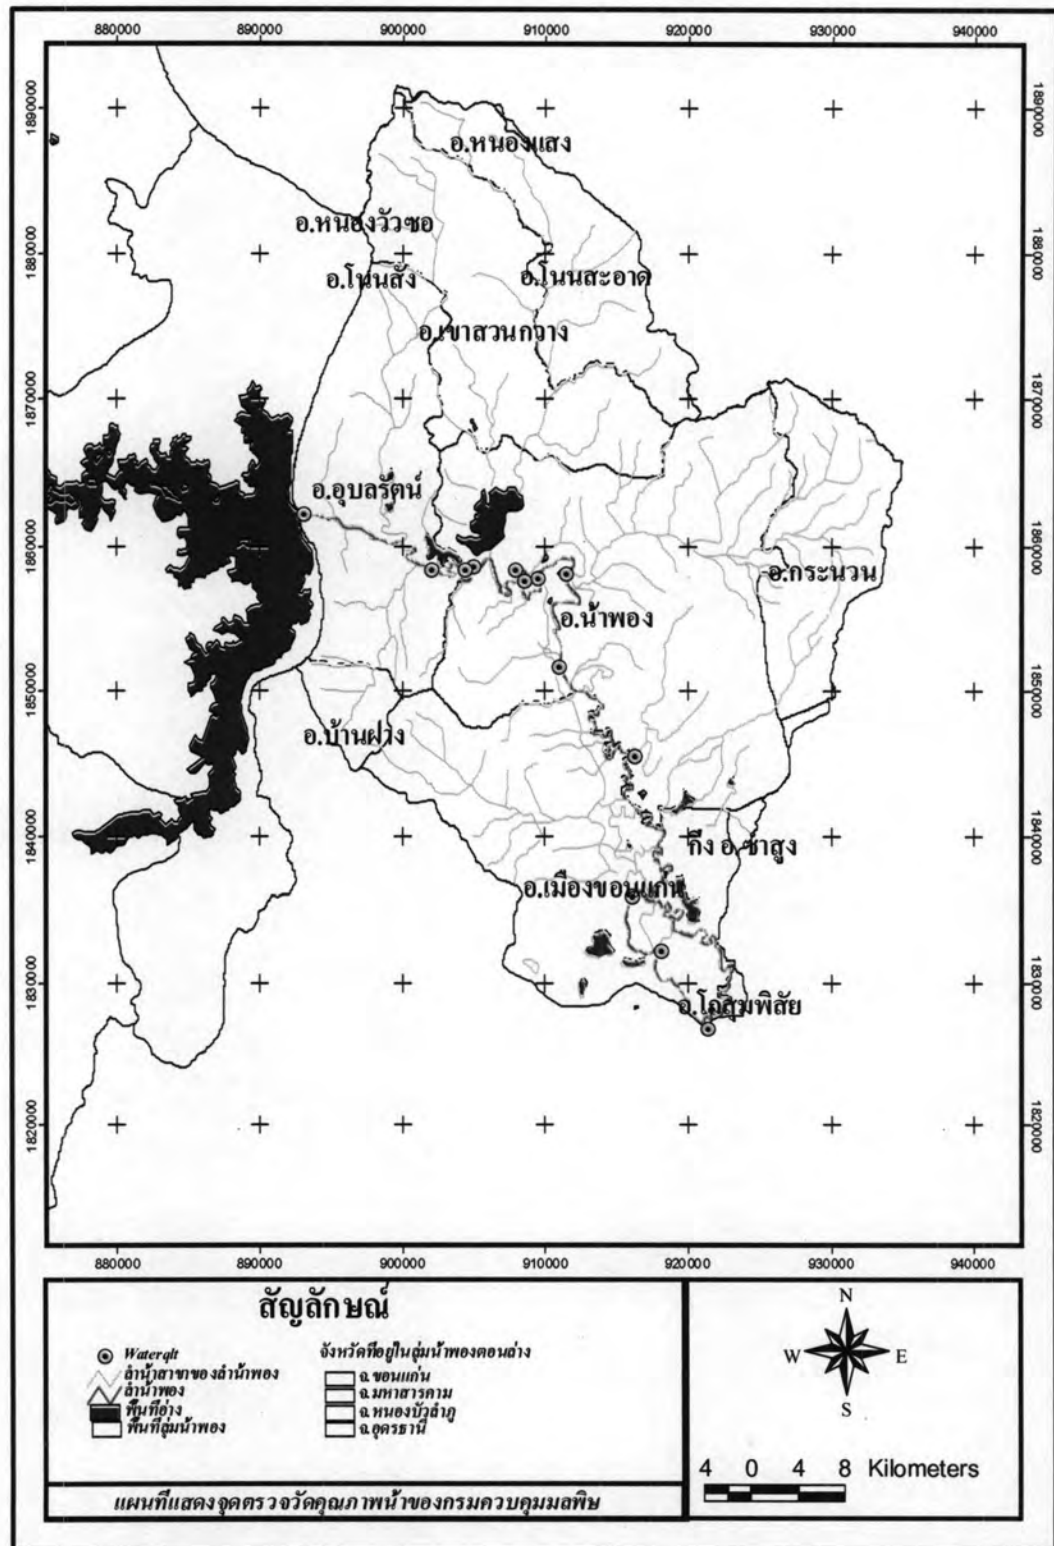 880000 890000 900000 910000 920000 930000 940000
1890000 1890000
อ.หนองแสง
อ.หนองวัวซอ
1880000 1880000
อ.โนนสัง
อ.โนนสะอาด
อ.เขาสวนกวาง
1870000 1870000
อ.อุบลรัตน์
1860000 1860000
อ.กระนวน
อ.น้ำพอง
1850000 1850000
อ.บ้านฝาง
1840000 1840000
กิ่ง อ.ซำสูง
อ.เมืองขอนแก่น
1830000 1830000
อ.โกสุมพิสัย
1820000 1820000
880000 890000 900000 910000 920000 930000 940000
สัญลักษณ์
Waterqlt
ลำน้ำสาขาของลำน้ำพอง
ลำน้ำพอง
พื้นที่อ่าง
พื้นที่ลุ่มน้ำพอง
จังหวัดที่อยู่ในลุ่มน้ำพองตอนล่าง
จ.ขอนแก่น
จ.มหาสารคาม
จ.หนองบัวลำภู
จ.อุดรธานี
N
W E
S
4 0 4 8 Kilometers
แผนที่แสดงจุดตรวจวัดคุณภาพน้ำของกรมควบคุมมลพิษ